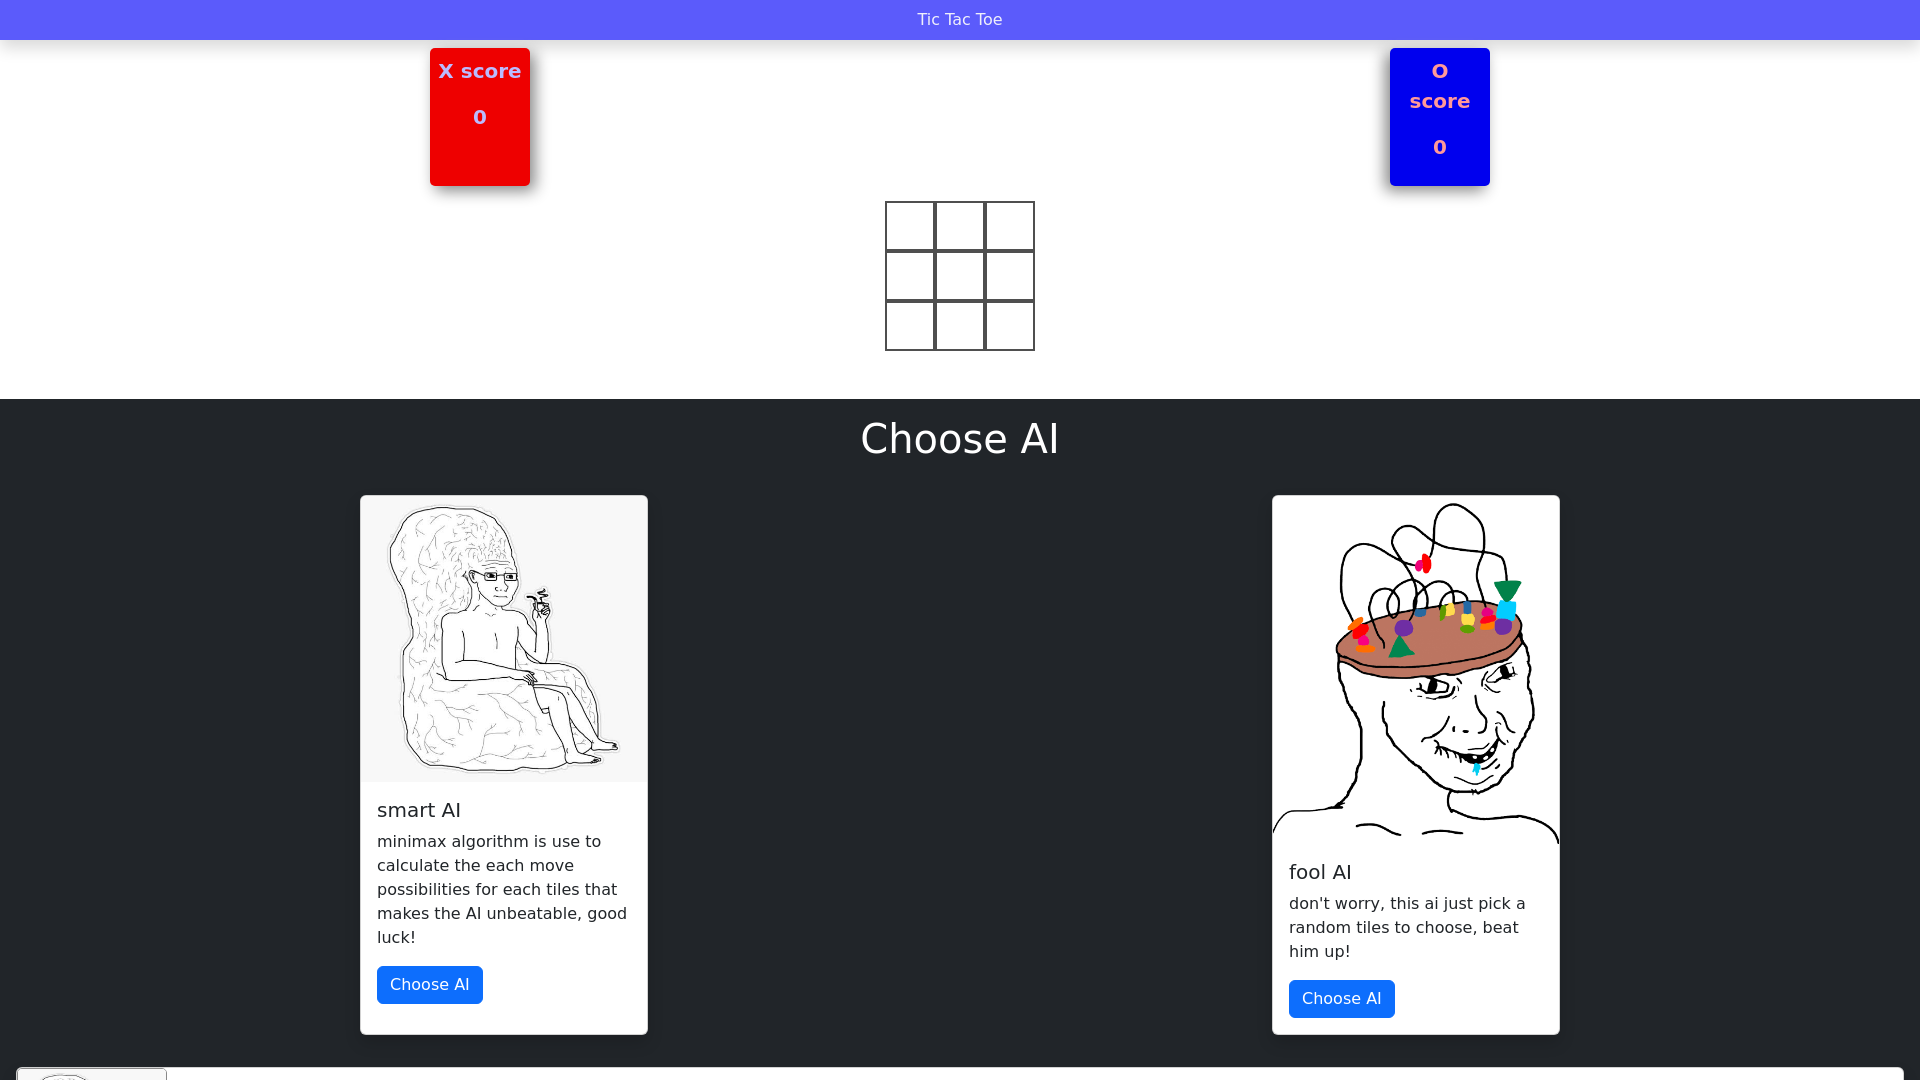 Tic Tac Toe
X score
0
O
score
0
Choose AI
smart AI
minimax algorithm is use to
calculate the each move
possibilities for each tiles that
makes the AI unbeatable, good
luck!
Choose AI
fool AI
don't worry, this ai just pick a
random tiles to choose, beat
him up!
Choose AI